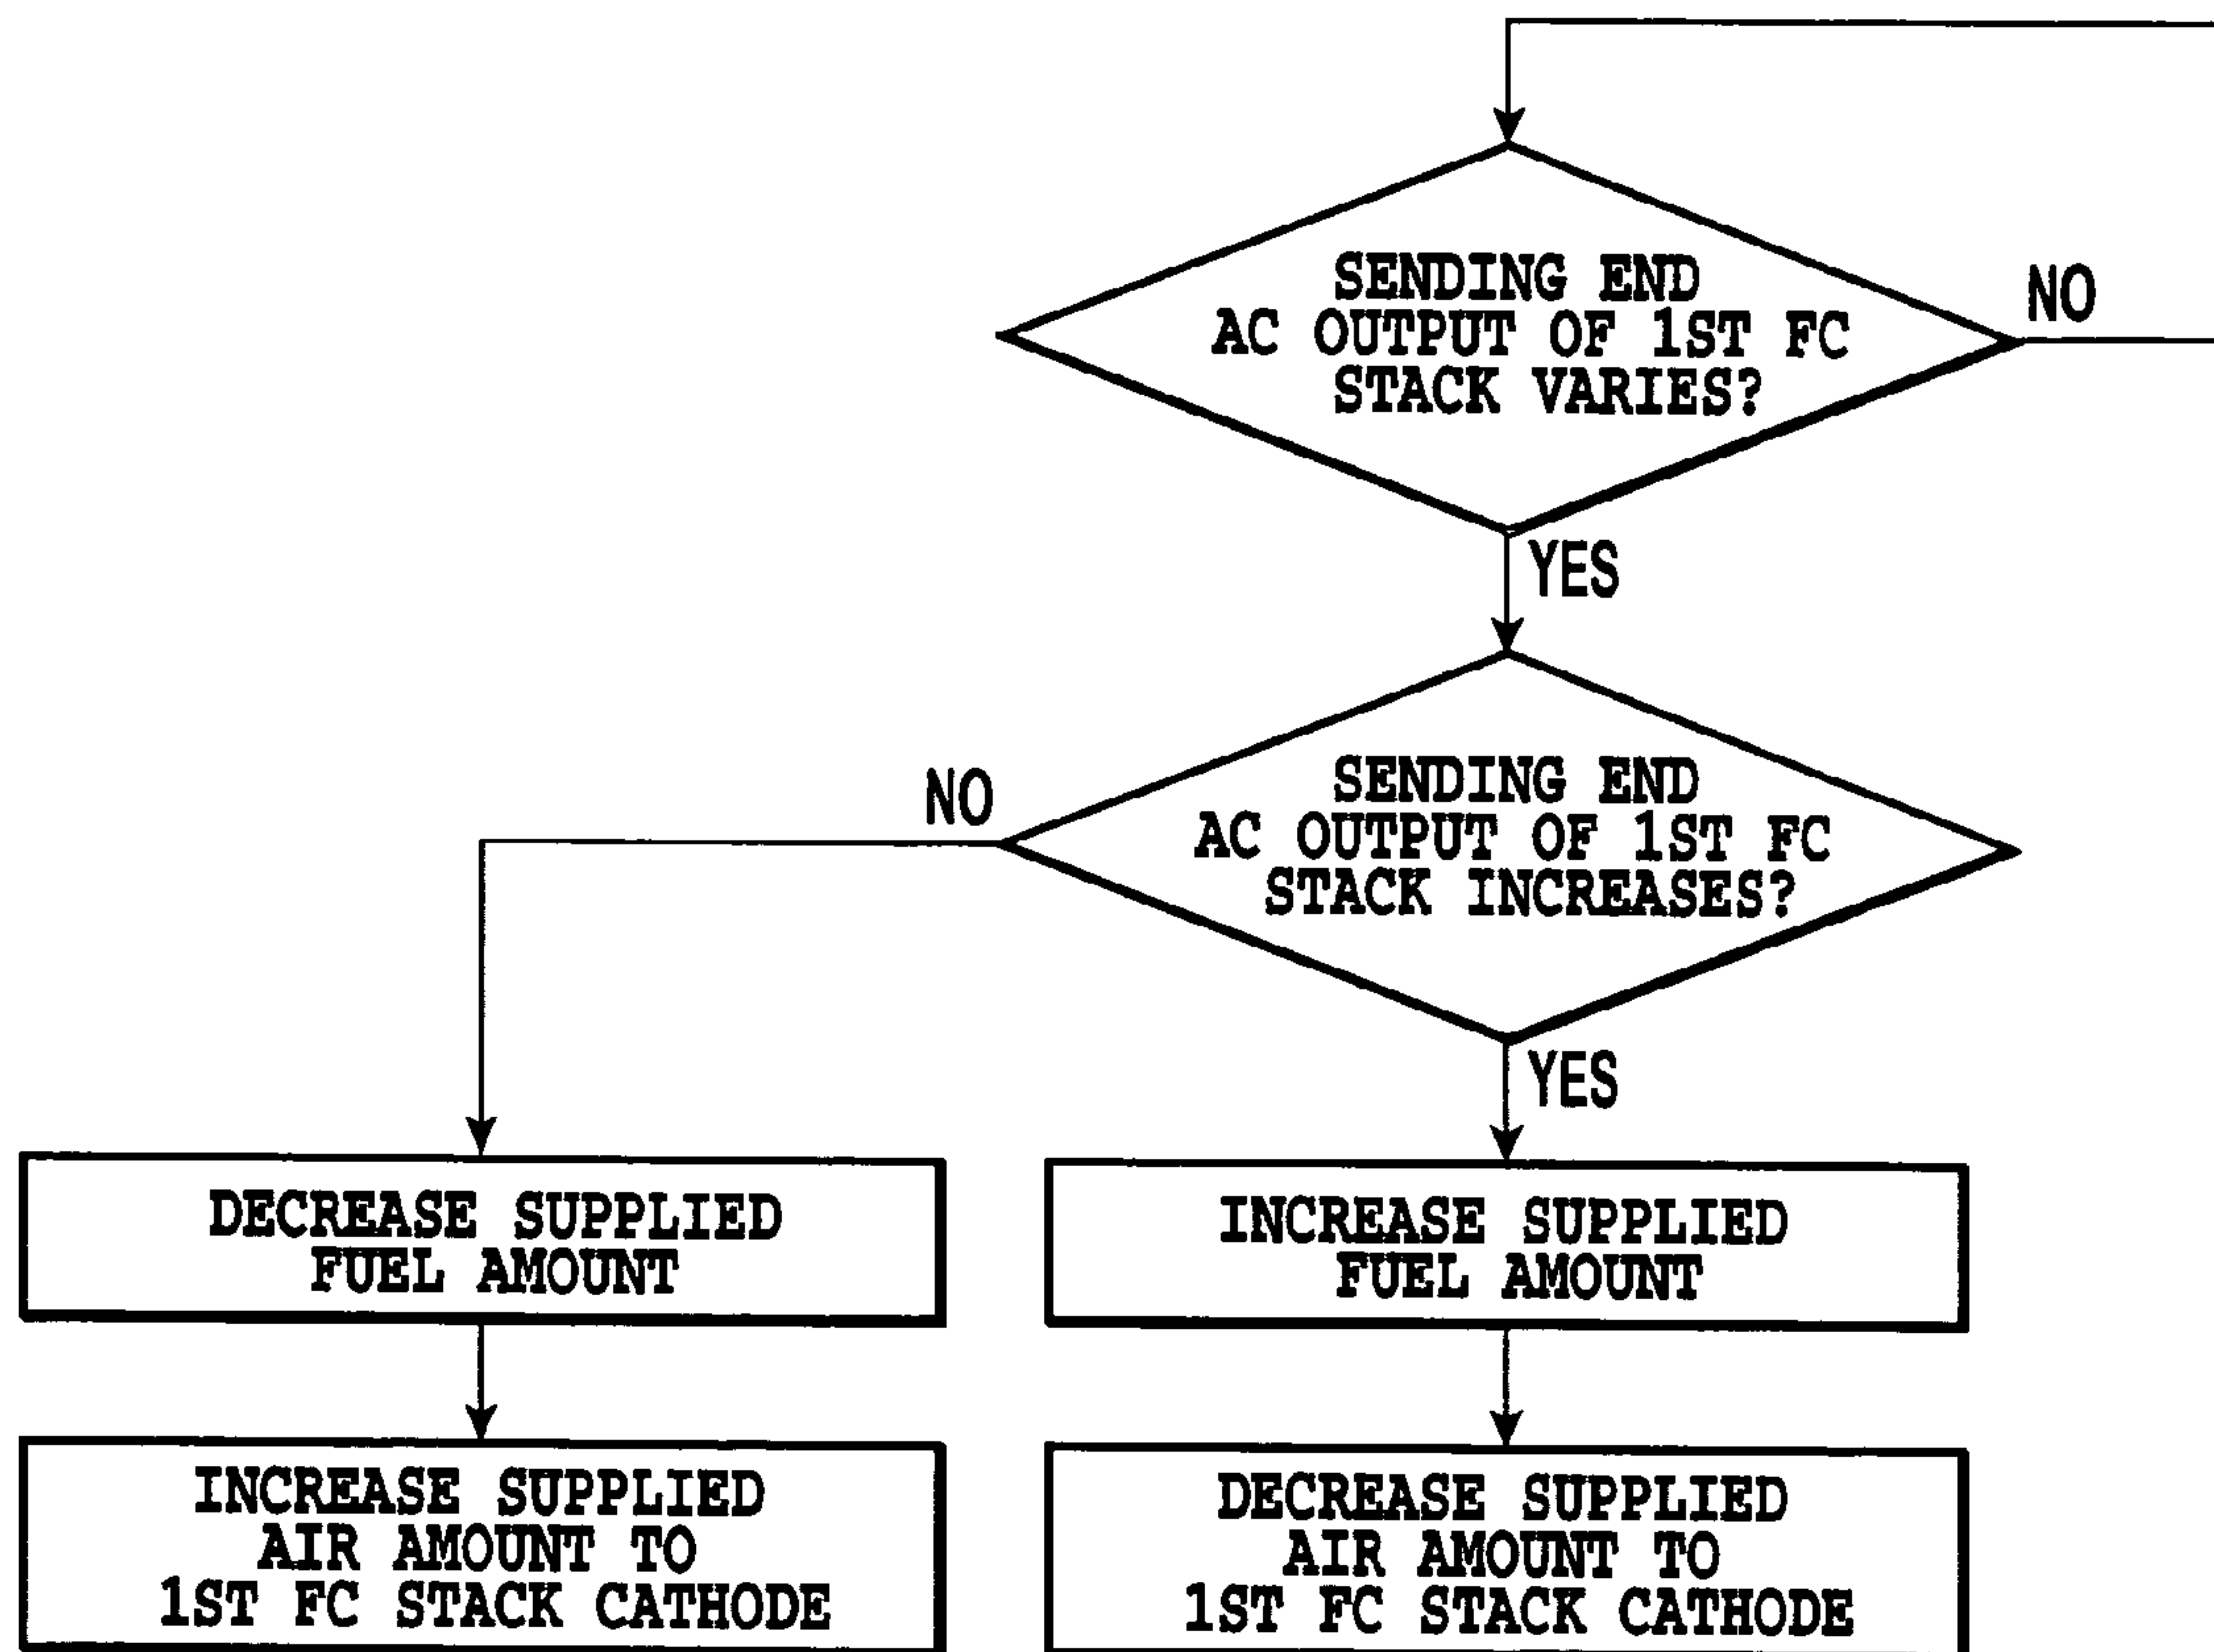 SENDING END
AC OUTPUT OF 1ST FC
STACK VARIES?
NO
YES
SENDING END
AC OUTPUT OF 1ST FC
STACK INCREASES?
NO
YES
DECREASE SUPPLIED
FUEL AMOUNT
INCREASE SUPPLIED
FUEL AMOUNT
INCREASE SUPPLIED
AIR AMOUNT TO
1ST FC STACK CATHODE
DECREASE SUPPLIED
AIR AMOUNT TO
1ST FC STACK CATHODE